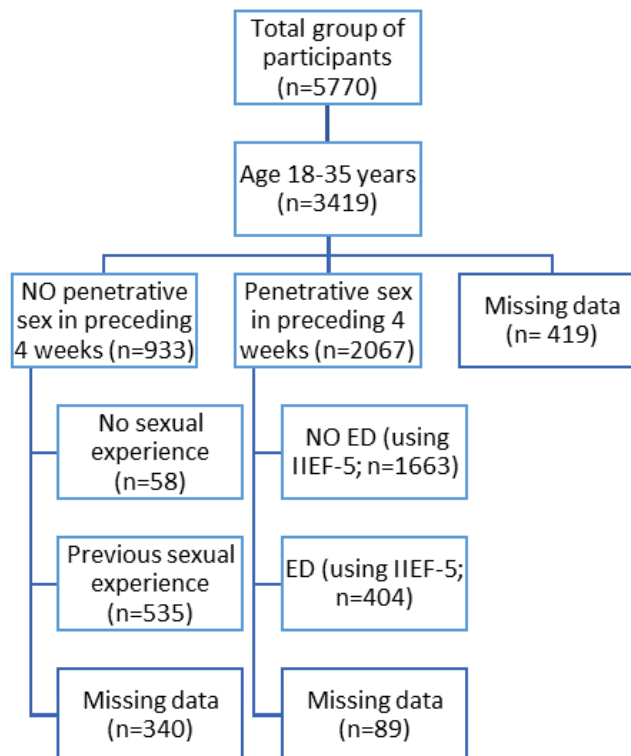 Total group of
participants
(n=5770)
Age 18-35 years
(n=3419)
NO penetrative
sex in preceding
4 weeks (n=933)
Penetrative sex
in preceding 4
weeks (n=2067)
Missing data
(n= 419)
No sexual
experience
(n=58)
NO ED (using
IIEF-5; n=1663)
Previous sexual
experience
(n=535)
ED (using IIEF-5;
n=404)
Missing data
(n=340)
Missing data
(n=89)